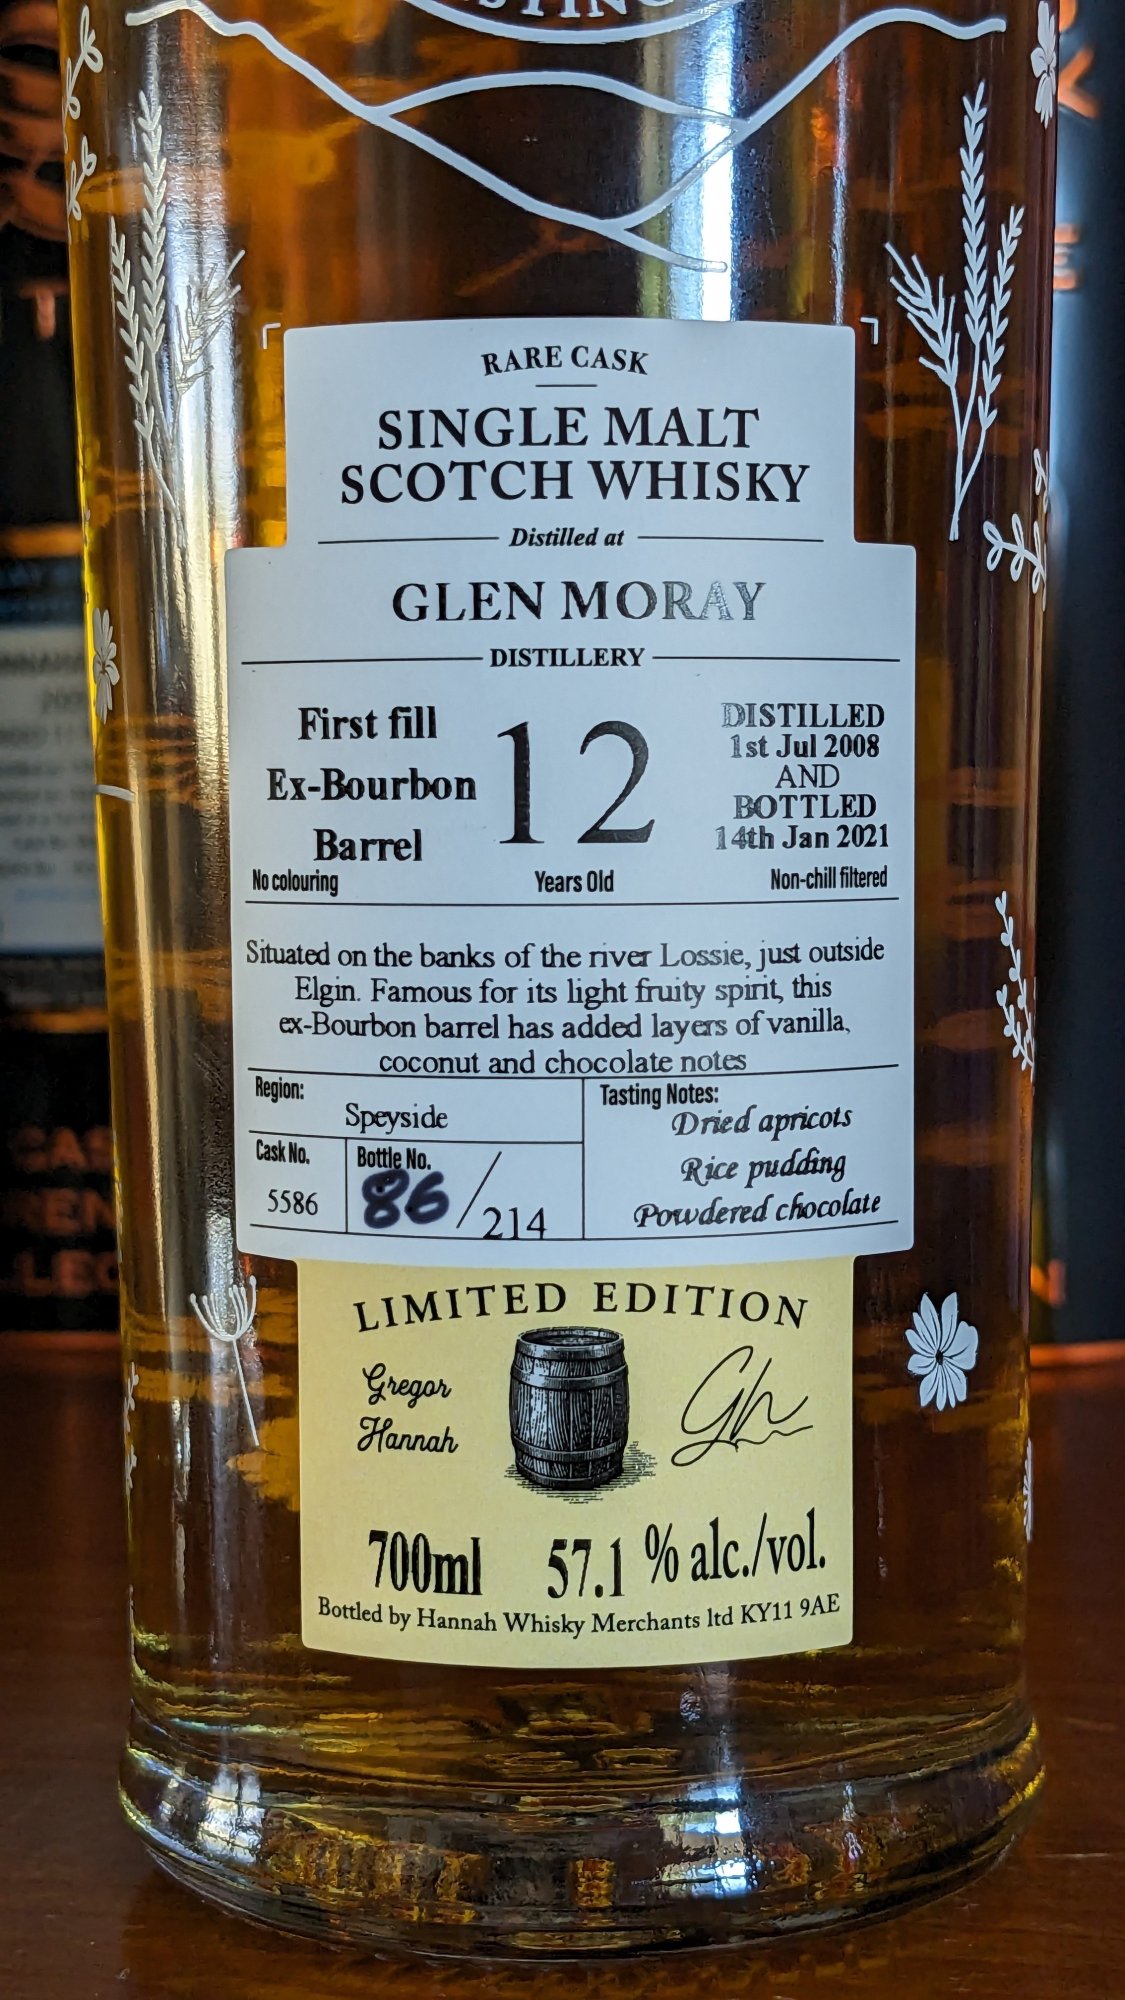 RARE CASK
SINGLE MALT
SCOTCH WHISKY
Distilled at
GLEN MORAY
DISTILLERY
First fill
Ex-Bourbon
Barrel
No colouring
12
Years Old
DISTILLED
1st Jul 2008
AND
BOTTLED
14th Jan 2021
Non-chill filtered
Situated on the banks of the river Lossie, just outside
Elgin. Famous for its light fruity spirit, this
ex-Bourbon barrel has added layers of vanilla,
coconut and chocolate notes
Region:
Speyside
Cask No.
5586
Bottle No.
86/214
Tasting Notes:
Dried apricots
Rice pudding
Powdered chocolate
LIMITED EDITION
Gregor
Hannah
Gh
700ml 57.1 % alc./vol.
Bottled by Hannah Whisky Merchants ltd KY11 9AE